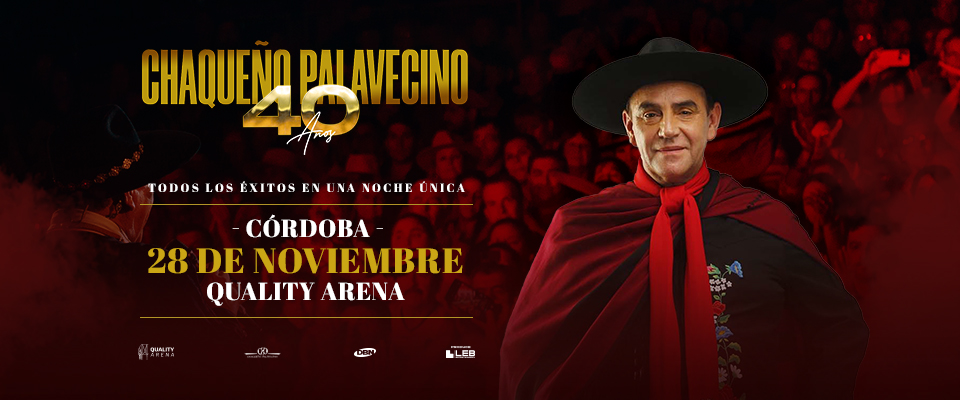 CHAQUEÑO PALAVECINO
40
Años
TODOS LOS ÉXITOS EN UNA NOCHE ÚNICA
- CÓRDOBA -
28 DE NOVIEMBRE
QUALITY ARENA
QUALITY
ARENA
DBN
PRODUCE
LEB